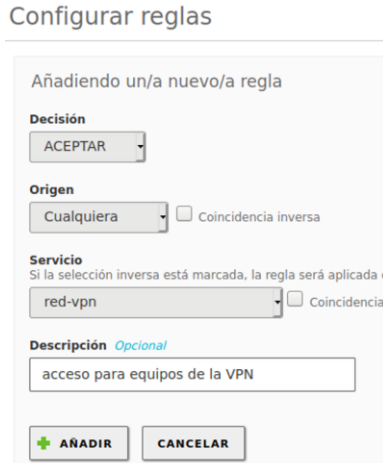 Configurar reglas
Añadiendo un/a nuevo/a regla
Decisión
ACEPTAR
Origen
Cualquiera Coincidencia inversa
Servicio
Si la selección inversa está marcada, la regla será aplicada
red-vpn Coincidencia
Descripción Opcional
acceso para equipos de la VPN
AÑADIR CANCELAR